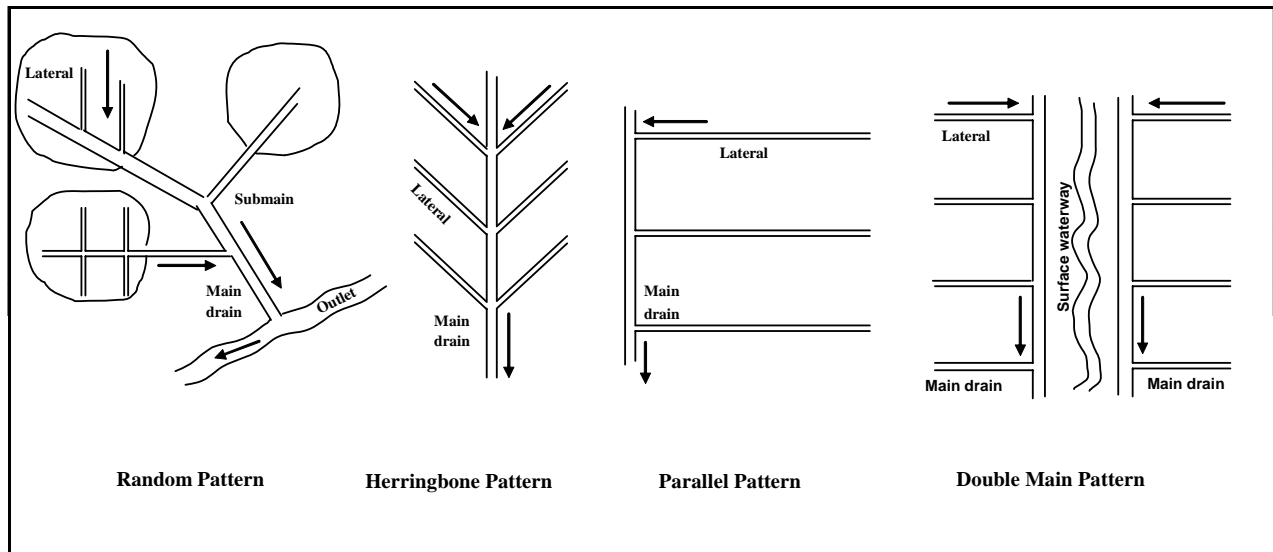 Lateral
Submain
Main
drain
Outlet
Random Pattern
Lateral
Main
drain
Herringbone Pattern
Lateral
Main
drain
Parallel Pattern
Lateral
Surface waterway
Main drain
Main drain
Double Main Pattern